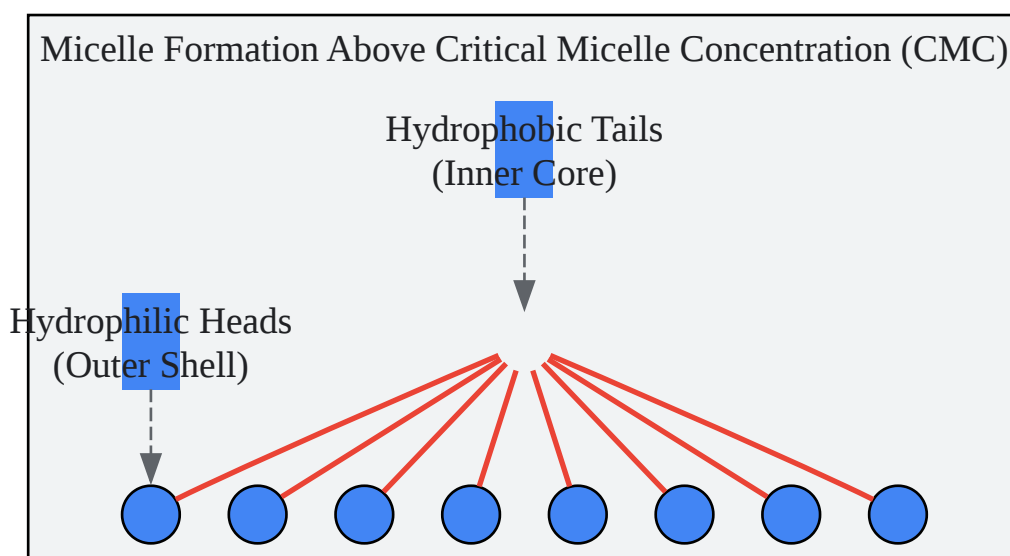 Micelle Formation Above Critical Micelle Concentration (CMC)
Hydrophobic Tails
(Inner Core)
Hydrophilic Heads
(Outer Shell)